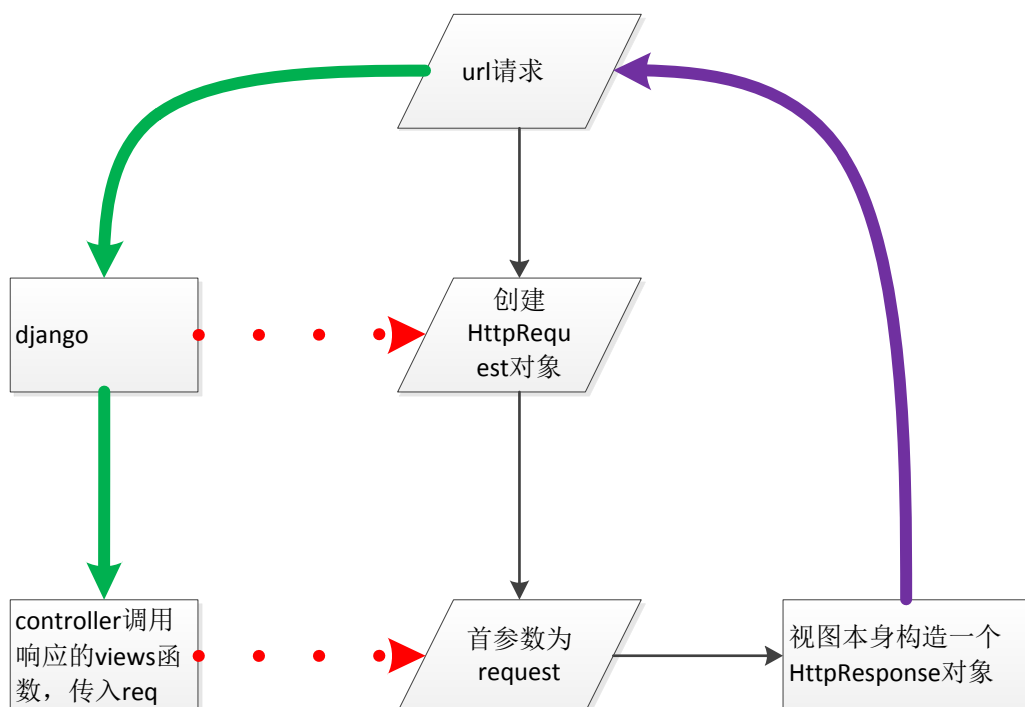 url请求
django
创建
HttpRequ
est对象
controller调用
响应的views函
数，传入req
首参数为
request
视图本身构造一个
HttpResponse对象